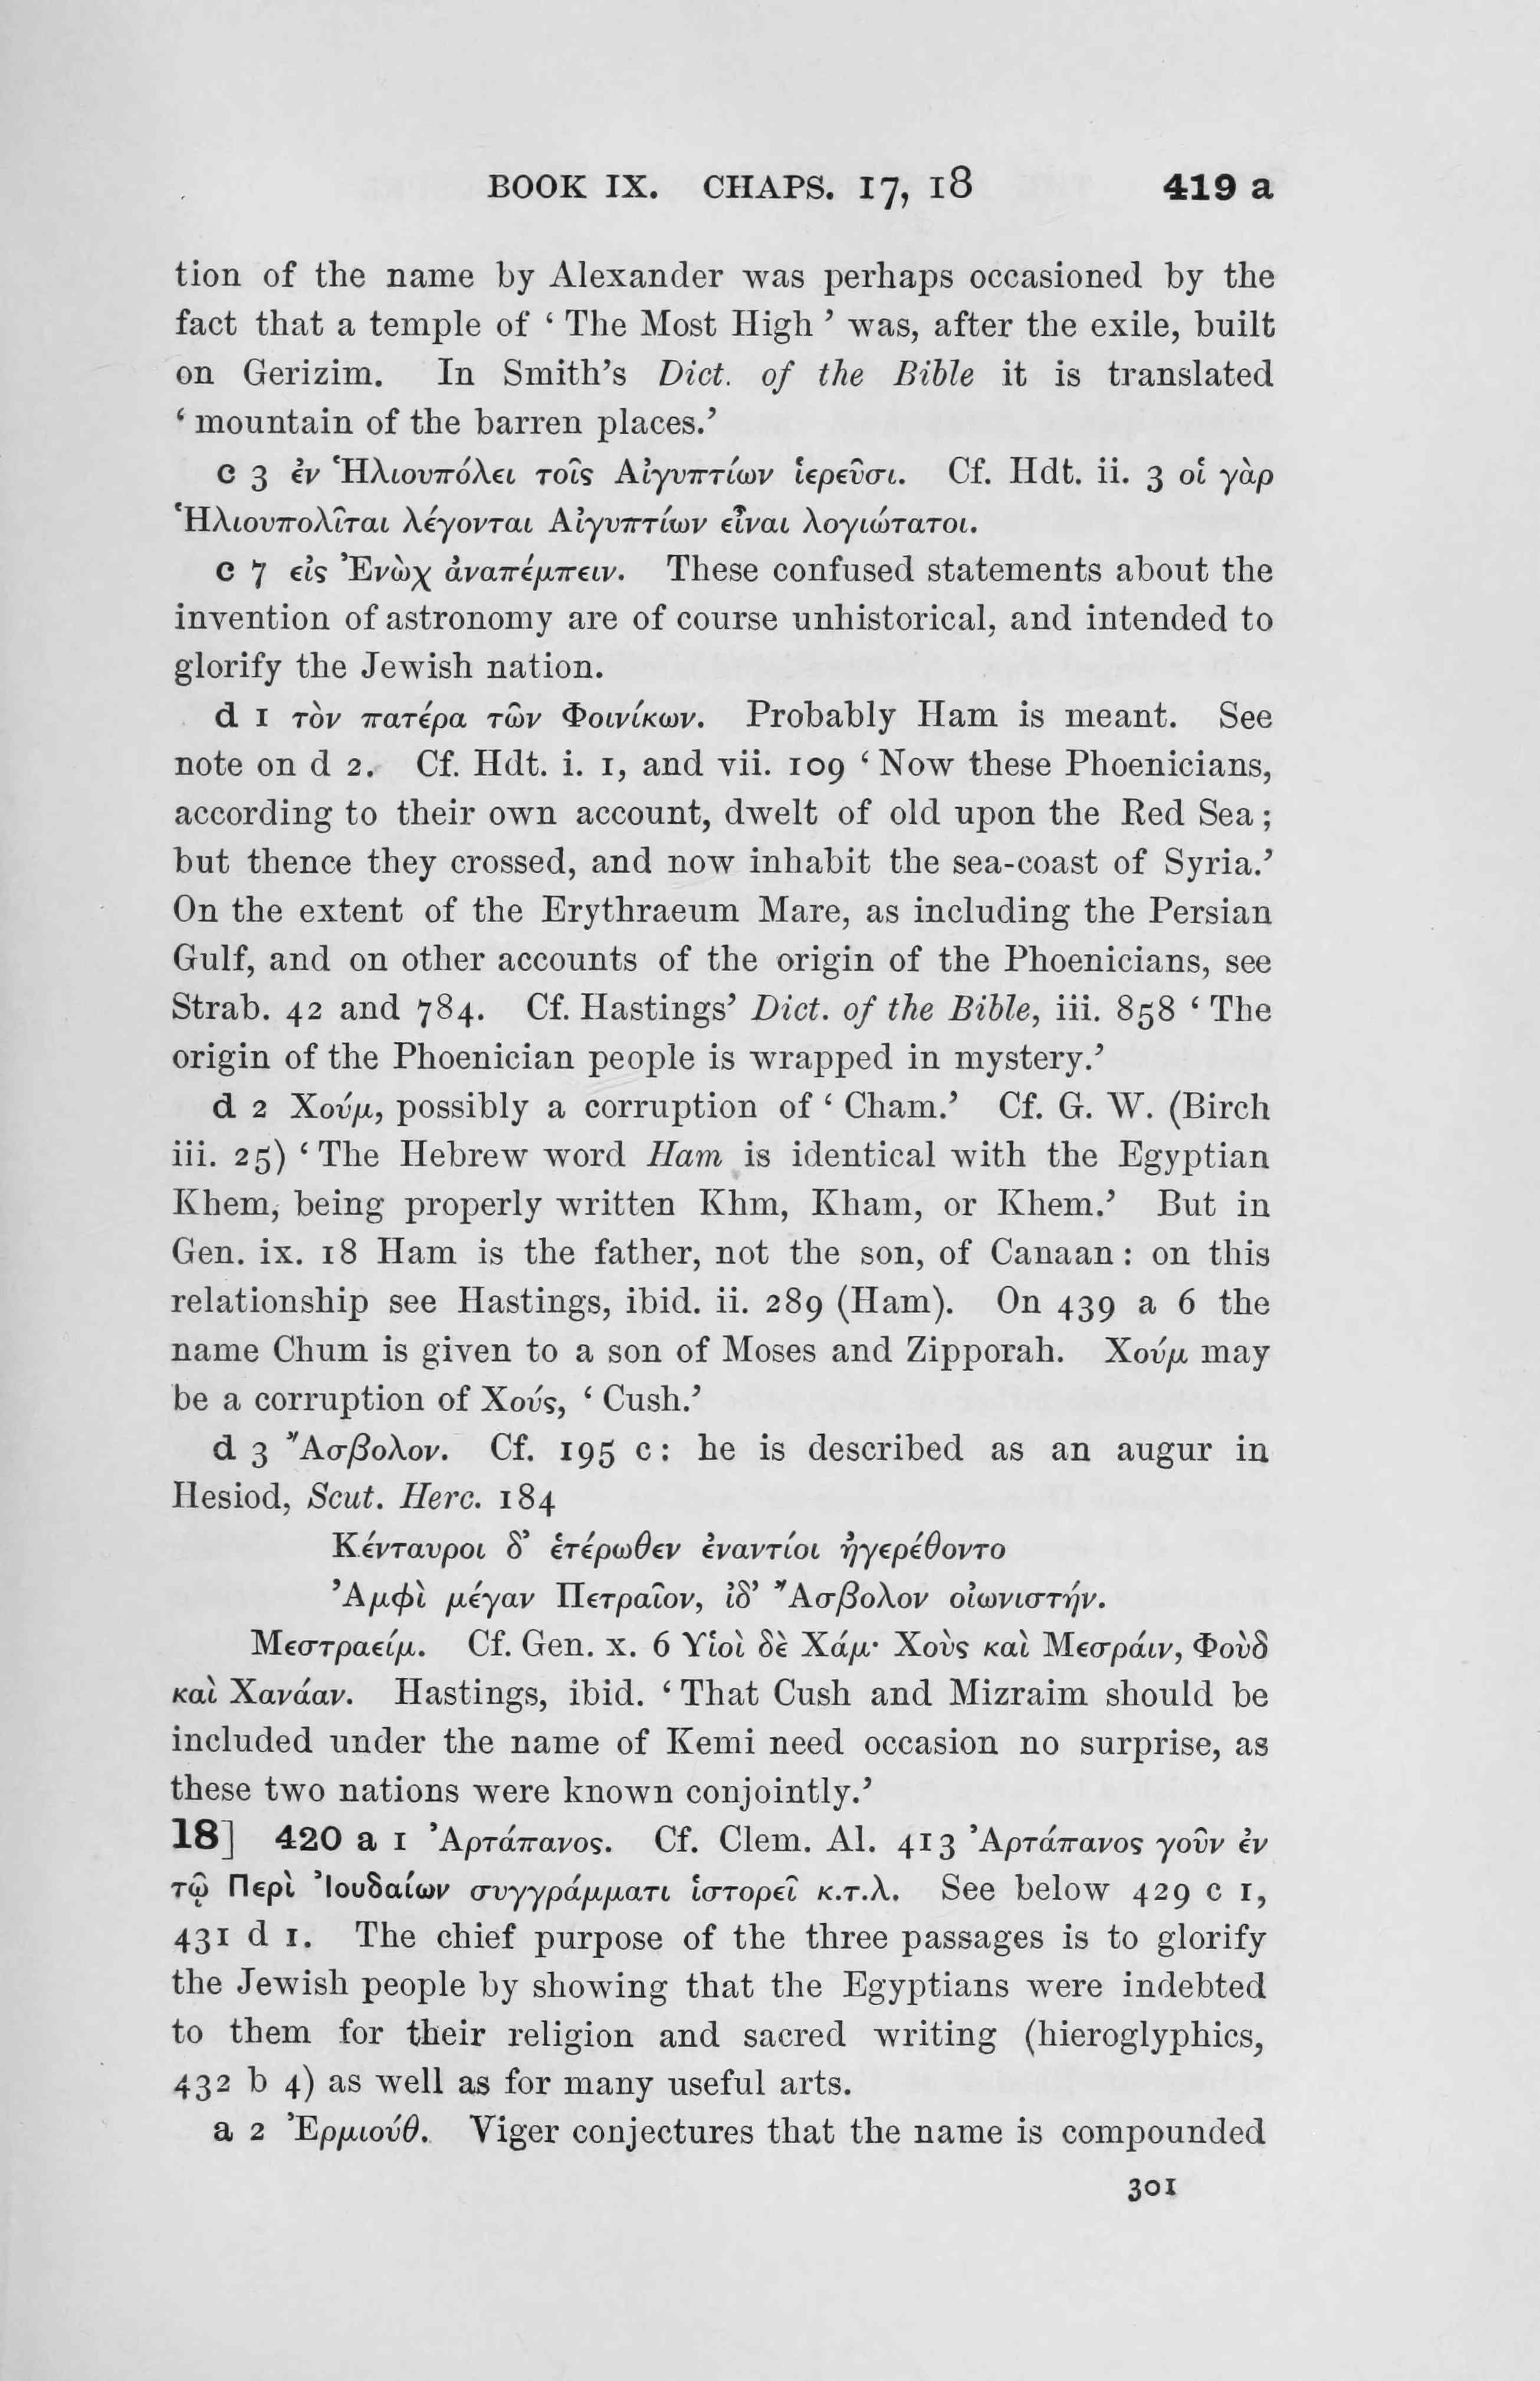 BOOK IX. CHAPS. 17, 18 419 a
tion of the name by Alexander was perhaps occasioned by the
fact that a temple of ‘ The Most High ’ was, after the exile, built
on Gerizim. In Smith’s Dict. of the Bible it is translated
‘ mountain of the barren places.’
c 3 ἐν Ἡλιουπόλει τοῖς Αἰγυπτίων ἱερεῦσι. Cf. Hdt. ii. 3 οἱ γὰρ
Ἡλιουπολῖται λέγονται Αἰγυπτίων εἶναι λογιώτατοι.
c 7 εἰς Ἐνὼχ ἀναπέμπειν. These confused statements about the
invention of astronomy are of course unhistorical, and intended to
glorify the Jewish nation.
d 1 τὸν πατέρα τῶν Φοινίκων. Probably Ham is meant. See
note on d 2. Cf. Hdt. i. 1, and vii. 109 ‘ Now these Phoenicians,
according to their own account, dwelt of old upon the Red Sea ;
but thence they crossed, and now inhabit the sea-coast of Syria.’
On the extent of the Erythraeum Mare, as including the Persian
Gulf, and on other accounts of the origin of the Phoenicians, see
Strab. 42 and 784. Cf. Hastings’ Dict. of the Bible, iii. 858 ‘ The
origin of the Phoenician people is wrapped in mystery.’
d 2 Χούμ, possibly a corruption of ‘ Cham.’ Cf. G. W. (Birch
iii. 25) ‘ The Hebrew word Ham is identical with the Egyptian
Khem, being properly written Khm, Kham, or Khem.’ But in
Gen. ix. 18 Ham is the father, not the son, of Canaan : on this
relationship see Hastings, ibid. ii. 289 (Ham). On 439 a 6 the
name Chum is given to a son of Moses and Zipporah. Χούμ may
be a corruption of Χούς, ‘ Cush.’
d 3 Ἄσβολον. Cf. 195 c : he is described as an augur in
Hesiod, Scut. Herc. 184
Κένταυροι δ’ ἑτέρωθεν ἐναντίοι ἠγερέθοντο
Ἀμφὶ μέγαν Πετραῖον, ἰδ’ Ἄσβολον οἰωνιστήν.
Μεστραείμ. Cf. Gen. x. 6 Υἱοὶ δὲ Χάμ· Χοὺς καὶ Μεσράιν, Φοὺδ
καὶ Χανάαν. Hastings, ibid. ‘ That Cush and Mizraim should be
included under the name of Kemi need occasion no surprise, as
these two nations were known conjointly.’
18] 420 a 1 Ἀρτάπανος. Cf. Clem. Al. 413 Ἀρτάπανος γοῦν ἐν
τῷ Περὶ Ἰουδαίων συγγράμματι ἱστορεῖ κ.τ.λ. See below 429 c 1,
431 d 1. The chief purpose of the three passages is to glorify
the Jewish people by showing that the Egyptians were indebted
to them for their religion and sacred writing (hieroglyphics,
432 b 4) as well as for many useful arts.
a 2 Ἑρμιούθ. Viger conjectures that the name is compounded
301